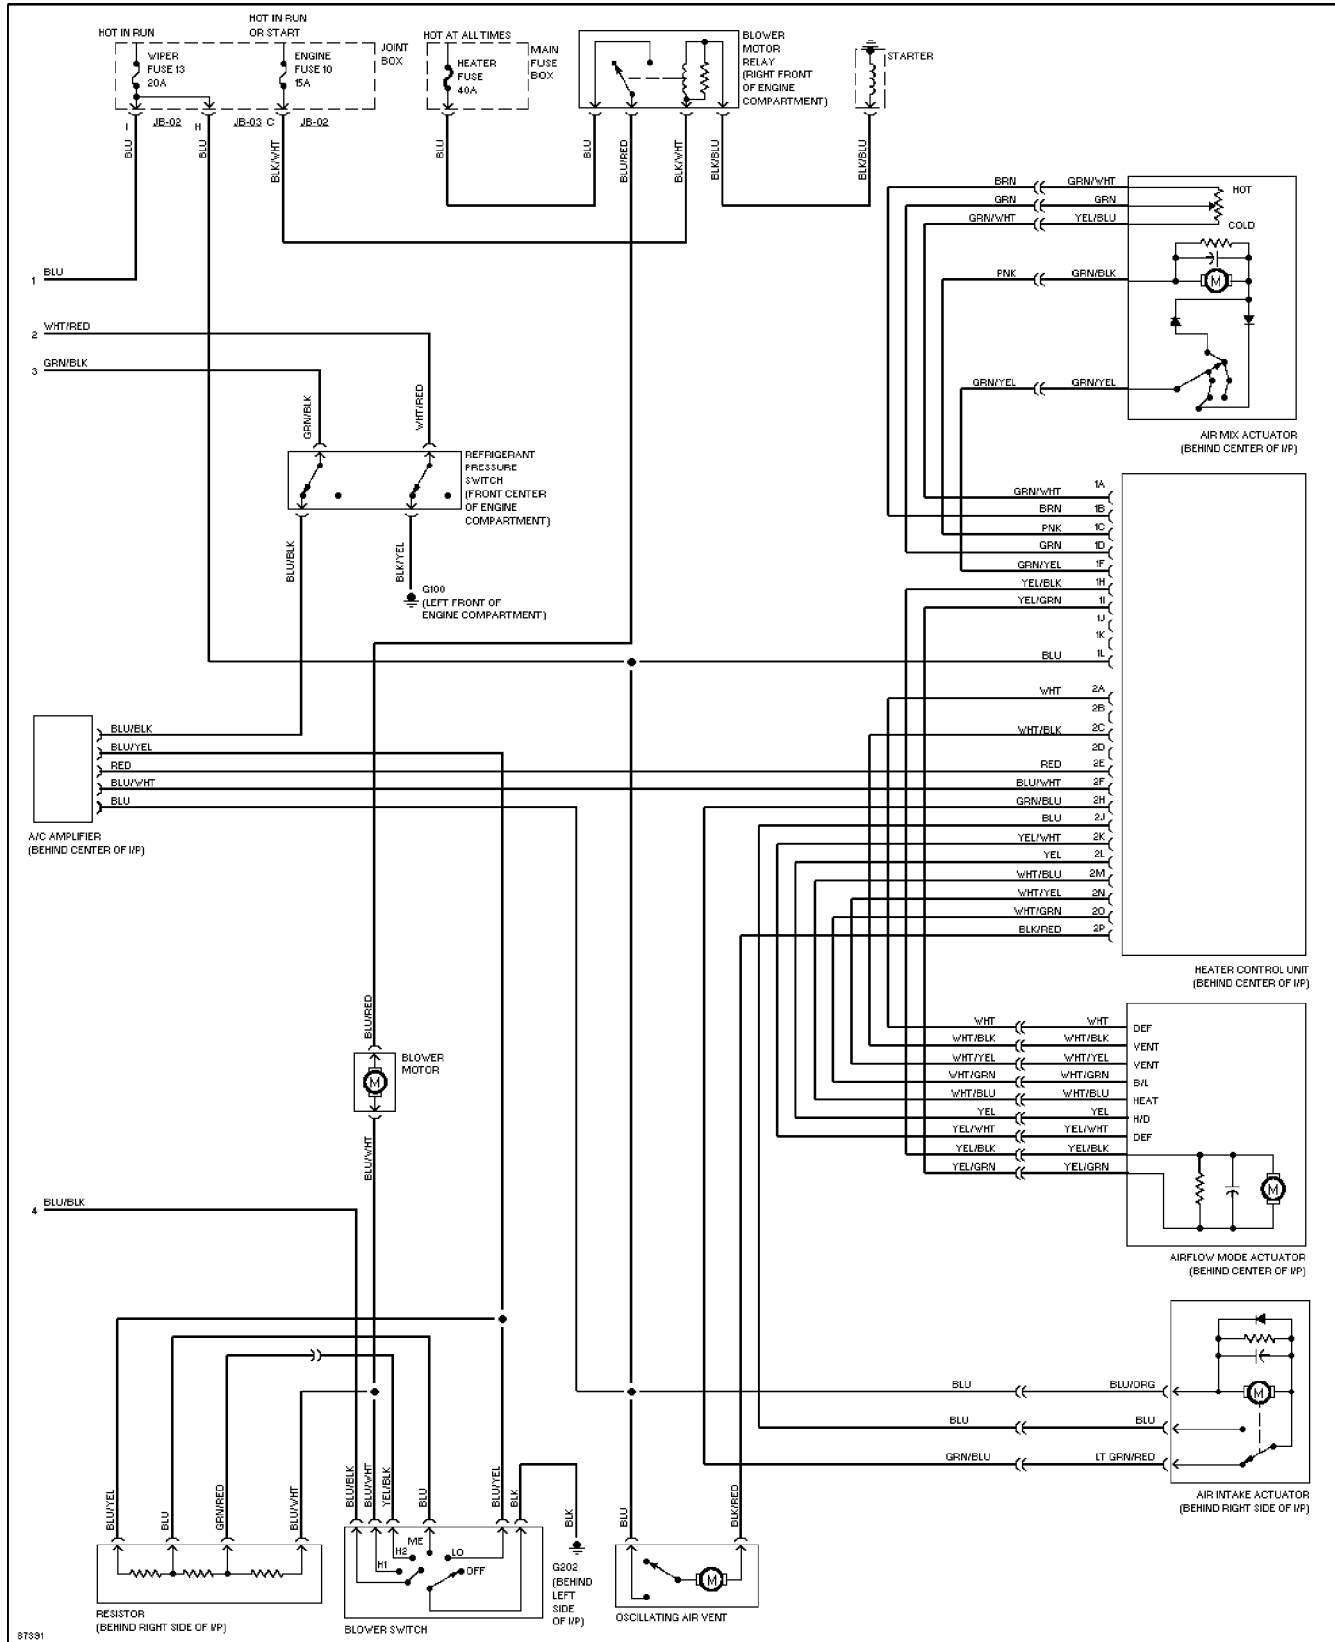 HOT IN RUN
HOT IN RUN
OR START
WIPER
FUSE 13
20A
ENGINE
FUSE 10
15A
JOINT
BOX
HOT AT ALL TIMES
HEATER
FUSE
40A
MAIN
FUSE
BOX
BLOWER
MOTOR
RELAY
(RIGHT FRONT
OF ENGINE
COMPARTMENT)
STARTER
I JB-02 H JB-03 C JB-02
BLU
BLU
BLK/WHT
BLU
BLU
BLU/RED
BLK/WHT
BLK/BLU
BLK/BLU
1 BLU
2 WHT/RED
3 GRN/BLK
GRN/BLK
WHT/RED
REFRIGERANT
PRESSURE
SWITCH
(FRONT CENTER
OF ENGINE
COMPARTMENT)
BLU/BLK
BLK/YEL
G100
(LEFT FRONT OF
ENGINE COMPARTMENT)
BRN GRN/WHT
GRN GRN
GRN/WHT YEL/BLU
PNK GRN/BLK
GRN/YEL GRN/YEL
HOT
COLD
M
AIR MIX ACTUATOR
(BEHIND CENTER OF I/P)
GRN/WHT 1A
BRN 1B
PNK 1C
GRN 1D
GRN/YEL 1F
YEL/BLK 1H
YEL/GRN 1I
1J
1K
BLU 1L
WHT 2A
2B
WHT/BLK 2C
2D
RED 2E
BLU/WHT 2F
GRN/BLU 2H
BLU 2J
YEL/WHT 2K
YEL 2L
WHT/BLU 2M
WHT/YEL 2N
WHT/GRN 2O
BLK/RED 2P
HEATER CONTROL UNIT
(BEHIND CENTER OF I/P)
BLU/BLK
BLU/YEL
RED
BLU/WHT
BLU
A/C AMPLIFIER
(BEHIND CENTER OF I/P)
BLU/RED
BLOWER
MOTOR
M
BLU/WHT
4 BLU/BLK
WHT WHT DEF
WHT/BLK WHT/BLK VENT
WHT/YEL WHT/YEL VENT
WHT/GRN WHT/GRN B/L
WHT/BLU WHT/BLU HEAT
YEL YEL H/D
YEL/WHT YEL/WHT DEF
YEL/BLK YEL/BLK
YEL/GRN YEL/GRN
M
AIRFLOW MODE ACTUATOR
(BEHIND CENTER OF I/P)
BLU BLU/ORG
BLU BLU
GRN/BLU LT GRN/RED
M
AIR INTAKE ACTUATOR
(BEHIND RIGHT SIDE OF I/P)
BLU/YEL
BLU
GRN/RED
BLU/WHT
RESISTOR
(BEHIND RIGHT SIDE OF I/P)
BLU/BLK
BLU/WHT
YEL/BLK
BLU
BLU/YEL
BLK
BLK
H1
H2
ME
LO
OFF
BLOWER SWITCH
G202
(BEHIND
LEFT
SIDE
OF I/P)
BLU
BLK/RED
M
OSCILLATING AIR VENT
87391